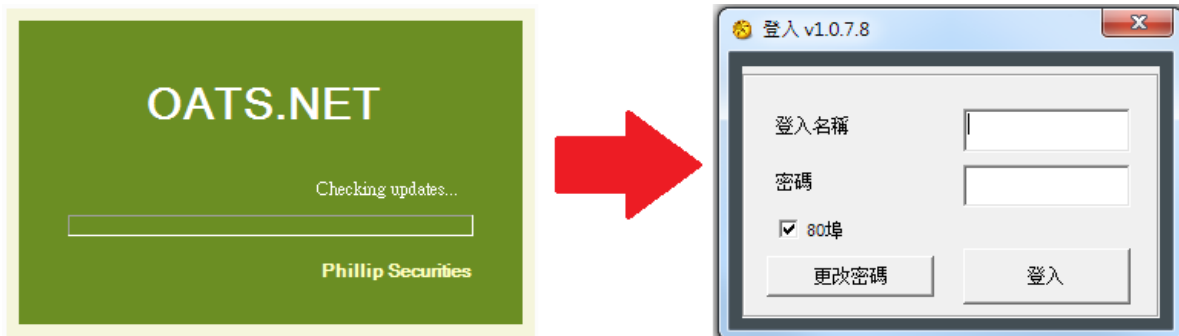 OATS.NET
Checking updates...
Phillip Securities
登入 v1.0.7.8
登入名稱
密碼
80埠
更改密碼
登入